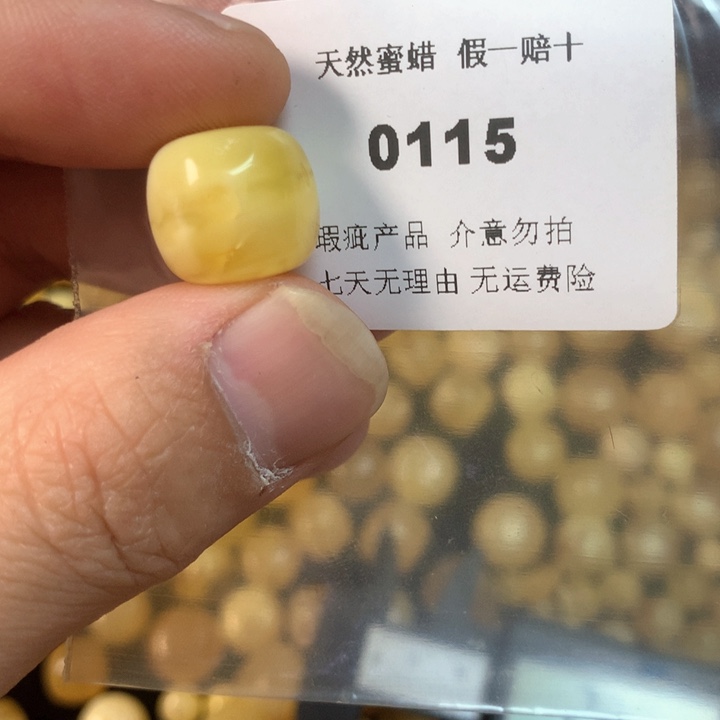 天然蜜蜡 假一赔十
0115
瑕疵产品 介意勿拍
七天无理由 无运费险